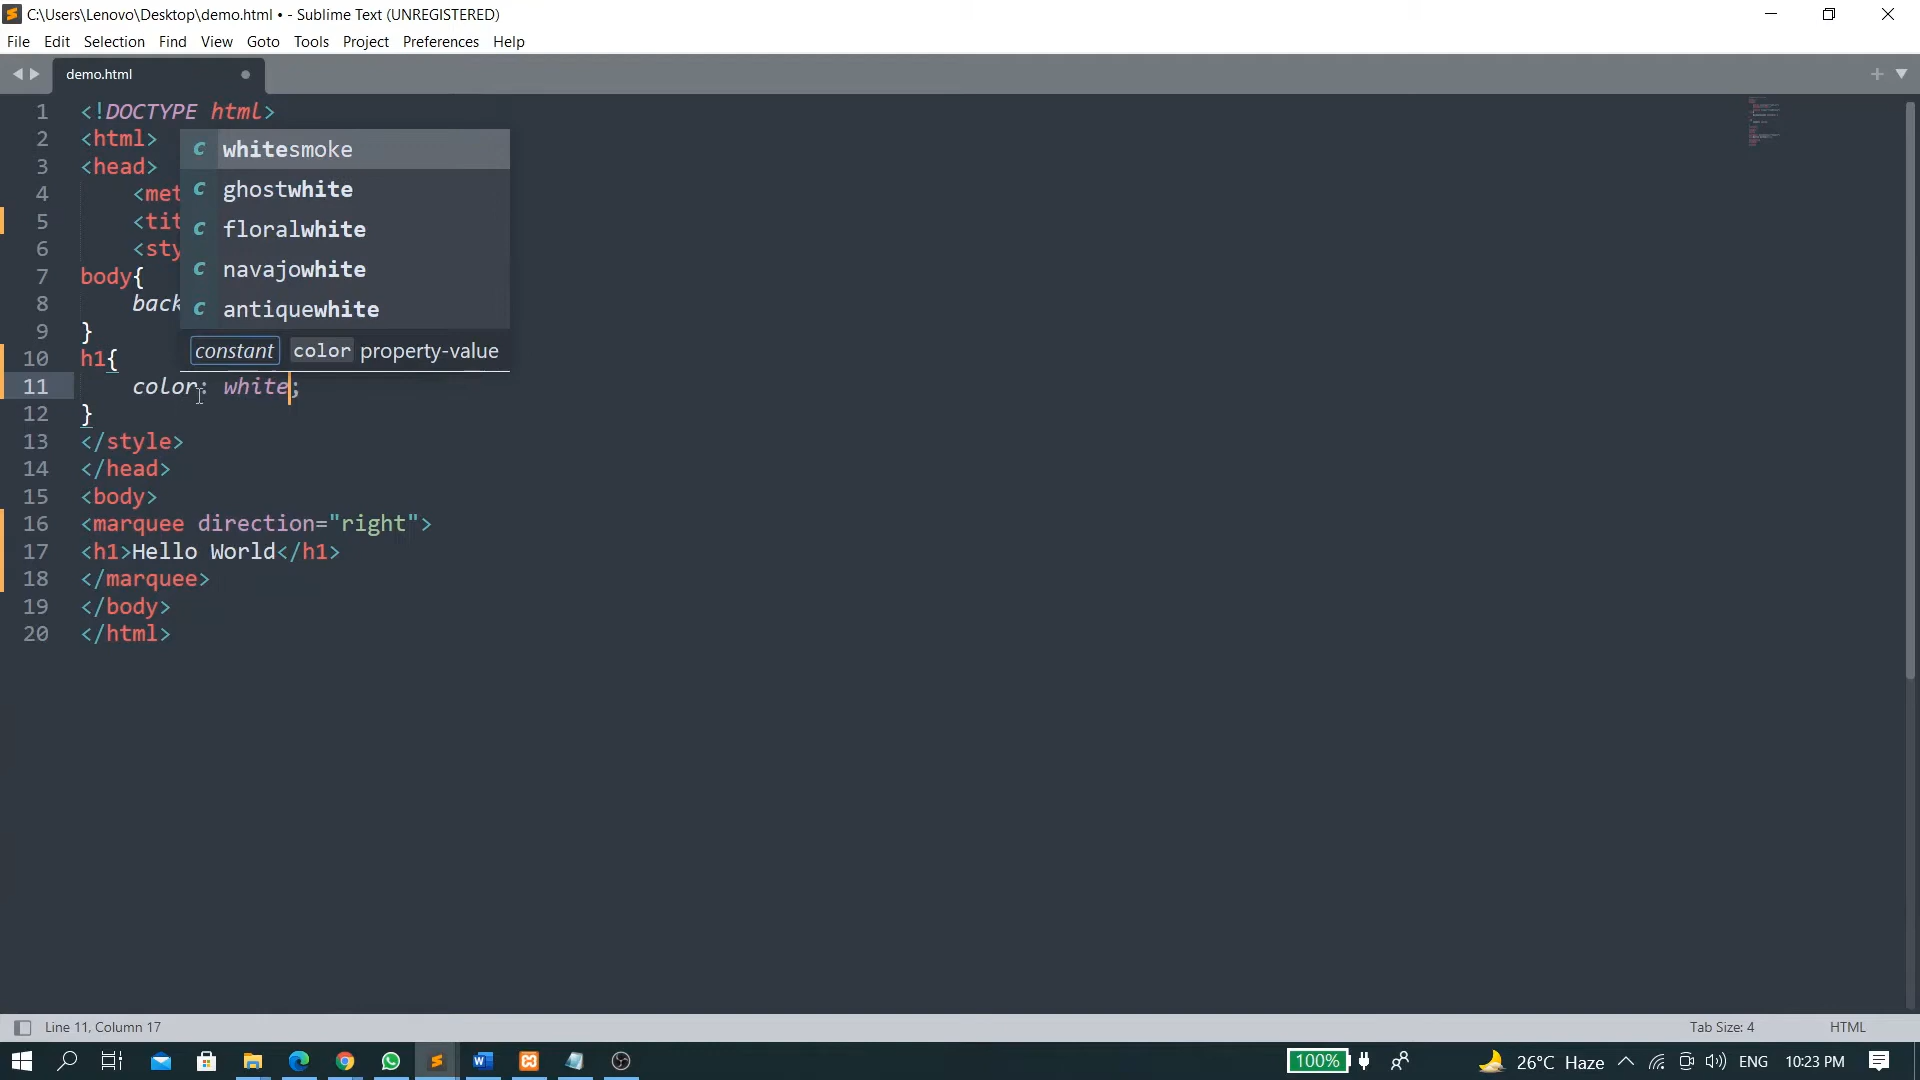 C:\Users\Lenovo\Desktop\demo.html • - Sublime Text (UNREGISTERED)
File Edit Selection Find View Goto Tools Project Preferences Help
demo.html
1 <!DOCTYPE html>
2 <html>
whitesmoke
3 <head>
4 <met
ghostwhite
5 <tit
floralwhite
6 <sty
7 body{
navajowhite
8 back
antiquewhite
9 }
constant color property-value
10 h1{
11 color: white;
12 }
13 </style>
14 </head>
15 <body>
16 <marquee direction="right">
17 <h1>Hello World</h1>
18 </marquee>
19 </body>
20 </html>
Line 11, Column 17 Tab Size: 4 HTML
100% 26°C Haze ENG 10:23 PM